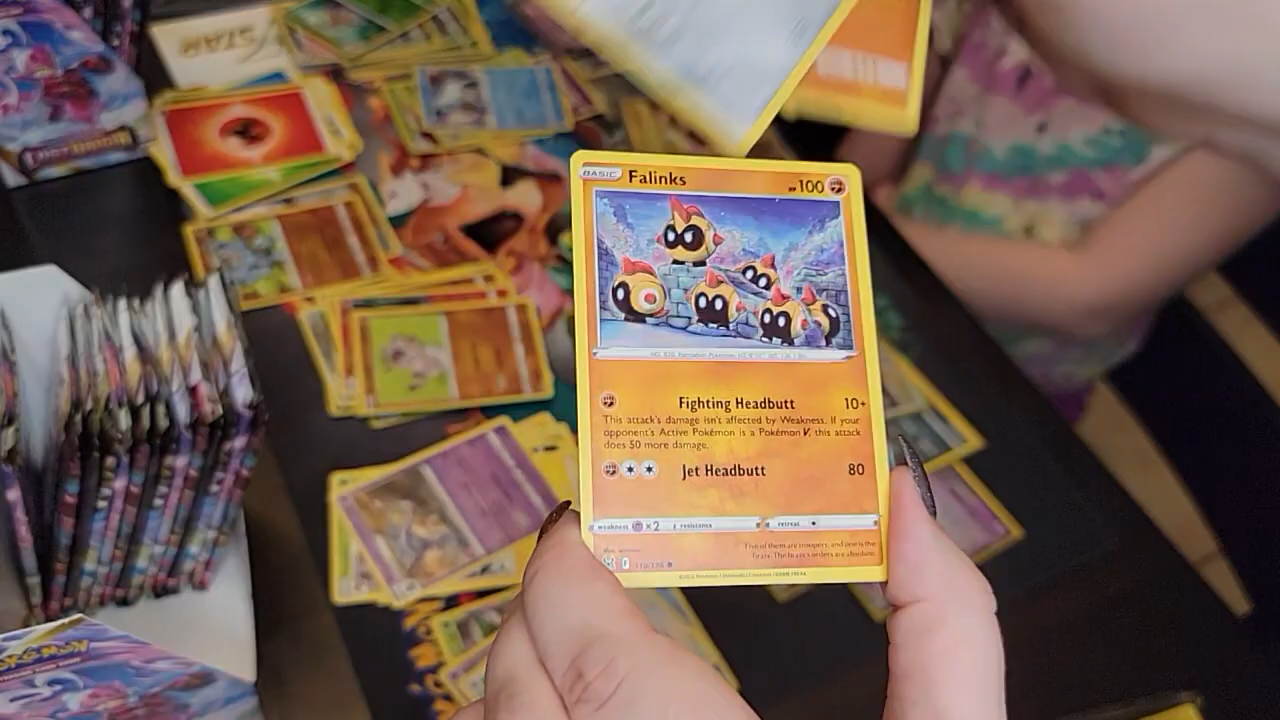 STAR
BASIC Falinks HP 100
Fighting Headbutt 10+
This attack's damage isn't affected by Weakness. If your
opponent's Active Pokémon is a Pokémon V, this attack
does 50 more damage.
Jet Headbutt 80
weakness ×2 resistance retreat
Five of them are troopers, and one is the
brass. The brass's orders are absolute.
POKÉMON